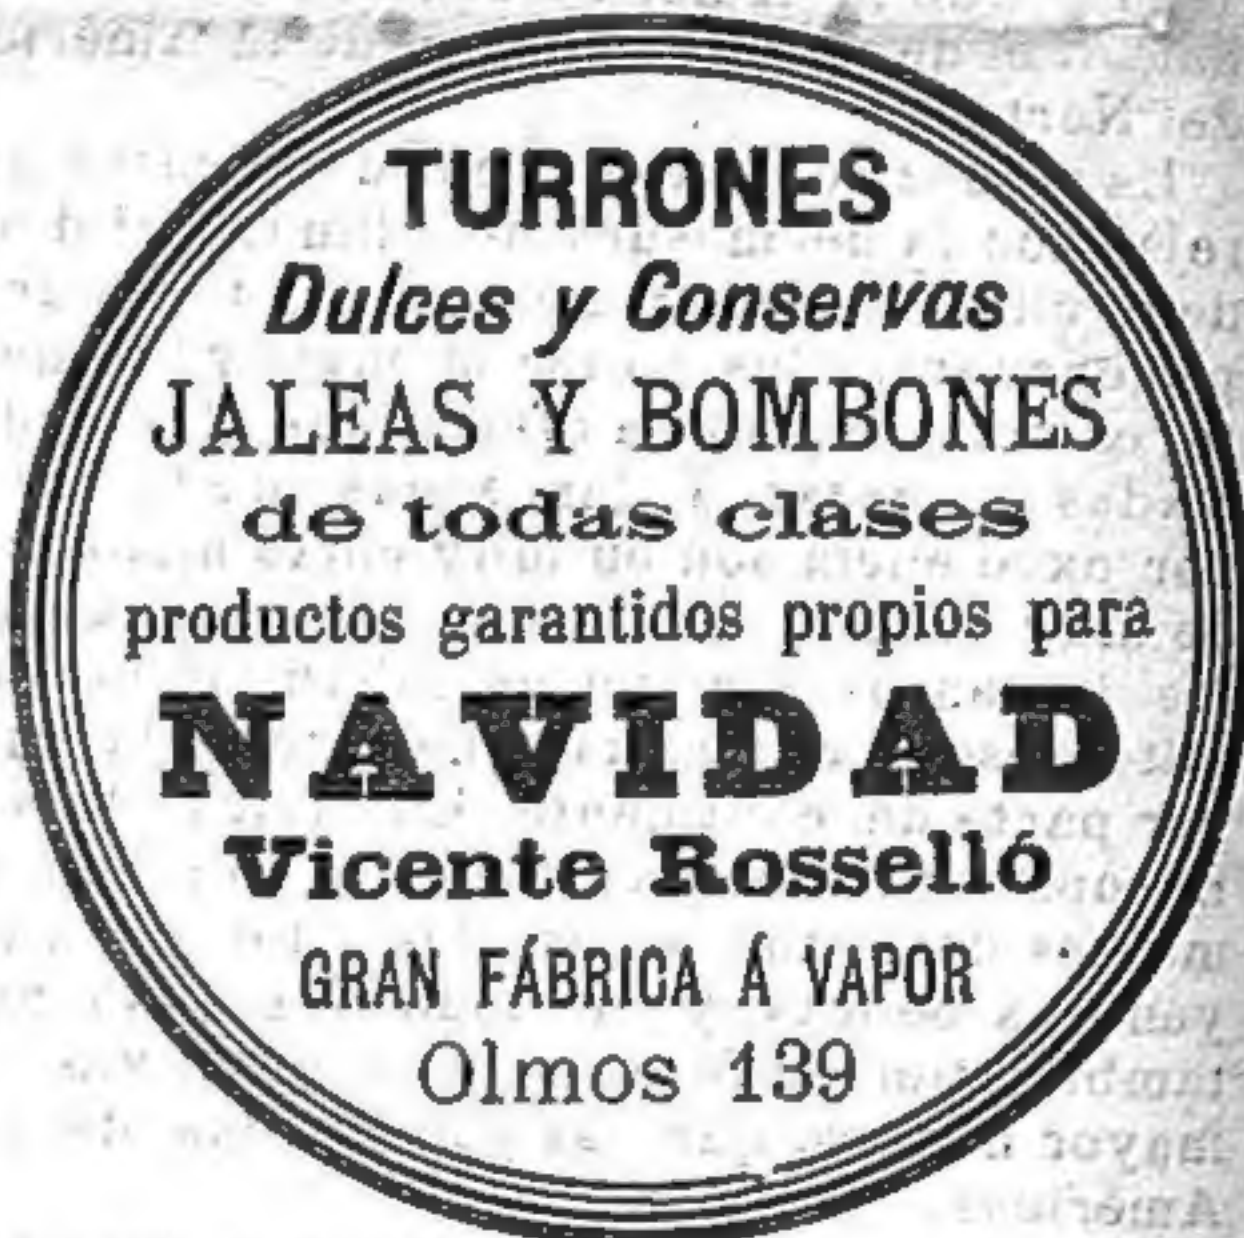 TURRONES
Dulces y Conservas
JALEAS Y BOMBONES
de todas clases
productos garantidos propios para
NAVIDAD
Vicente Rosselló
GRAN FÁBRICA Á VAPOR
Olmos 139